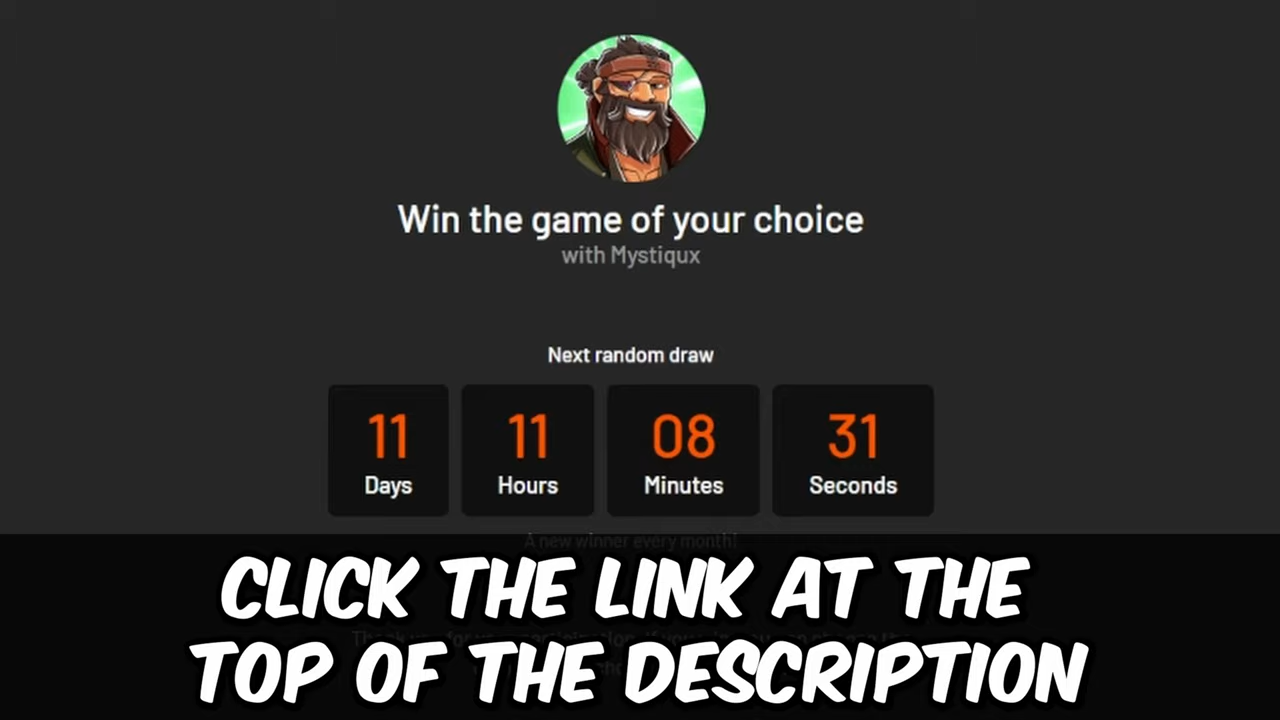 Win the game of your choice
with Mystiqux
Next random draw
11 11 08 31
Days Hours Minutes Seconds
A new winner every month!
CLICK THE LINK AT THE
TOP OF THE DESCRIPTION